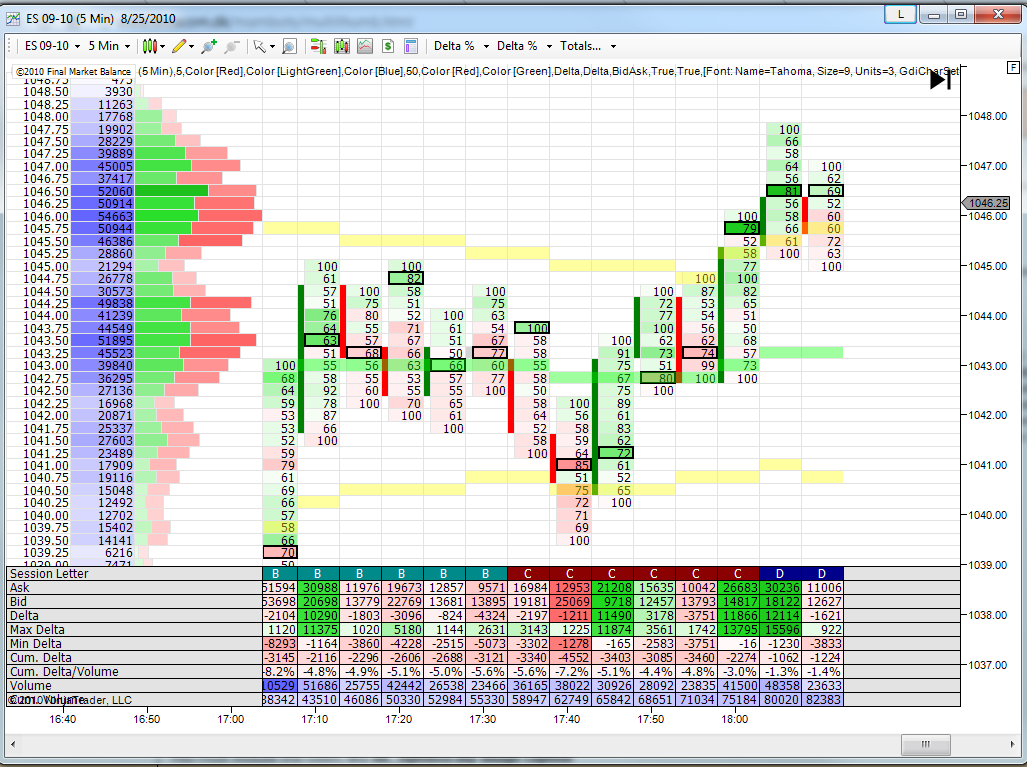 ES 09-10 (5 Min)  8/25/2010
L
ES 09-10 5 Min Delta % Delta % Totals...
©2010 Final Market Balance (5 Min),5,Color [Red],Color [LightGreen],Color [Blue],50,Color [Red],Color [Green],Delta,Delta,BidAsk,True,True,[Font: Name=Tahoma, Size=9, Units=3, GdiCharSet
F
1048.50 3930
1048.25 11263
1048.00 17768 1048.00
1047.75 19902 100
1047.50 28229 66
1047.25 39889 58
1047.00 45005 64 100 1047.00
1046.75 37417 56 62
1046.50 52060 81 69
1046.25 50914 56 52 1046.25
1046.00 54663 100 58 60 1046.00
1045.75 50944 79 66 60
1045.50 46386 52 61 72
1045.25 28860 58 100 63
1045.00 21294 100 100 77 100 1045.00
1044.75 26778 61 82 100 100
1044.50 30573 57 100 58 100 100 87 82
1044.25 49838 51 75 51 75 72 53 65
1044.00 41239 76 80 52 100 63 77 54 51 1044.00
1043.75 44549 64 55 71 61 54 100 100 56 50
1043.50 51895 63 57 67 51 67 58 100 62 62 68
1043.25 45523 51 68 66 50 77 58 91 73 74 57
1043.00 39840 100 55 56 63 66 60 55 75 51 99 73 1043.00
1042.75 36295 68 58 55 53 57 77 58 67 80 100 100
1042.50 27136 64 92 60 55 55 100 50 75 100
1042.25 16968 59 78 100 70 65 58 100 89
1042.00 20871 53 87 100 61 64 56 61 1042.00
1041.75 25337 53 66 100 52 58 83
1041.50 27603 52 100 58 59 62
1041.25 23489 59 100 64 72
1041.00 17909 79 85 61 1041.00
1040.75 19116 61 51 52
1040.50 15048 69 75 65
1040.25 12492 66 72 100
1040.00 12702 57 71 1040.00
1039.75 15402 58 69
1039.50 14141 66 100
1039.25 6216 70
1039.00
Session Letter B B B B B B C C C C C C D D
Ask 51594 30988 11976 19673 12857 9571 16984 12953 21208 15635 10042 26683 30236 11006
Bid 53698 20698 13779 22769 13681 13895 19181 25069 9718 12457 13793 14817 18122 12627
Delta -2104 10290 -1803 -3096 -824 -4324 -2197 -1211 11490 3178 -3751 11866 12114 -1621
1038.00
Max Delta 1120 11375 1020 5180 1144 2631 3143 1225 11874 3561 1742 13795 15596 922
Min Delta -8293 -1164 -3860 -4228 -2515 -5073 -3302 -1278 -165 -2583 -3751 -16 -1230 -3833
Cum. Delta -3145 -2116 -2296 -2606 -2688 -3121 -3340 -4552 -3403 -3085 -3460 -2274 -1062 -1224
1037.00
Cum. Delta/Volume -8.2% -4.8% -4.9% -5.1% -5.0% -5.6% -5.6% -7.2% -5.1% -4.4% -4.8% -3.0% -1.3% -1.4%
Volume 10529 51686 25755 42442 26538 23466 36165 38022 30926 28092 23835 41500 48358 23633
38342 43510 46086 50330 52984 55330 58947 62749 65842 68651 71034 75184 80020 82383
16:40 16:50 17:00 17:10 17:20 17:30 17:40 17:50 18:00